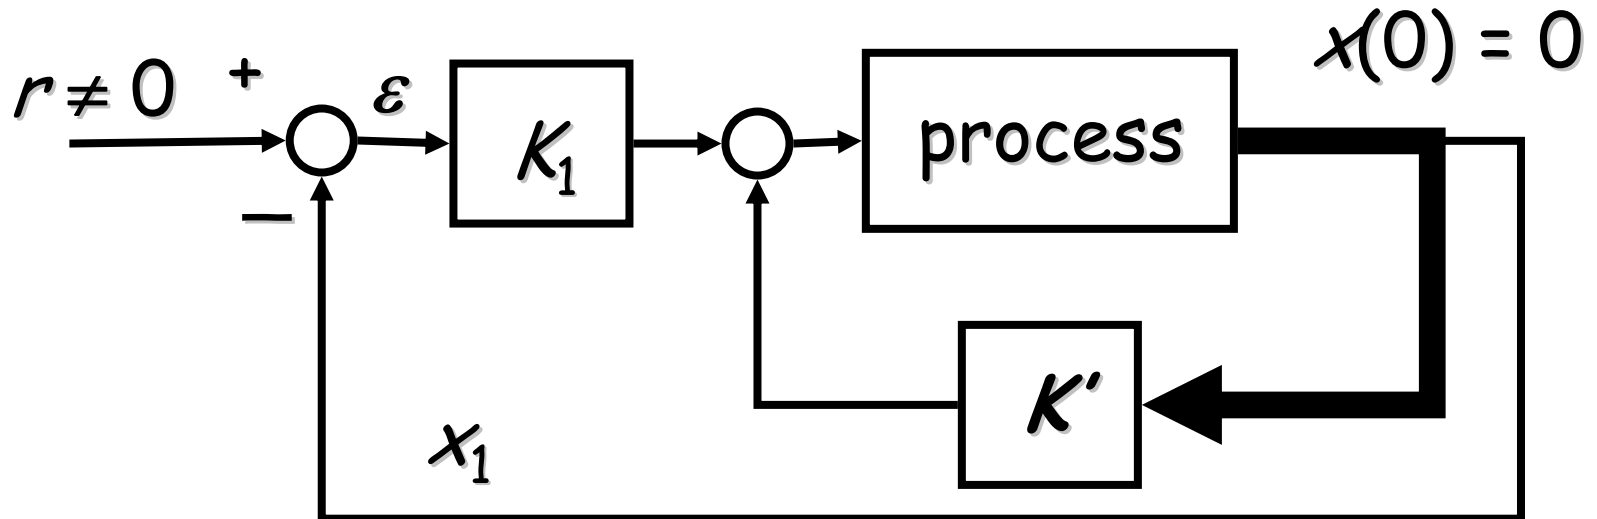 r ≠ 0
+
ε
K₁
process
x(0) = 0
−
K'
x₁